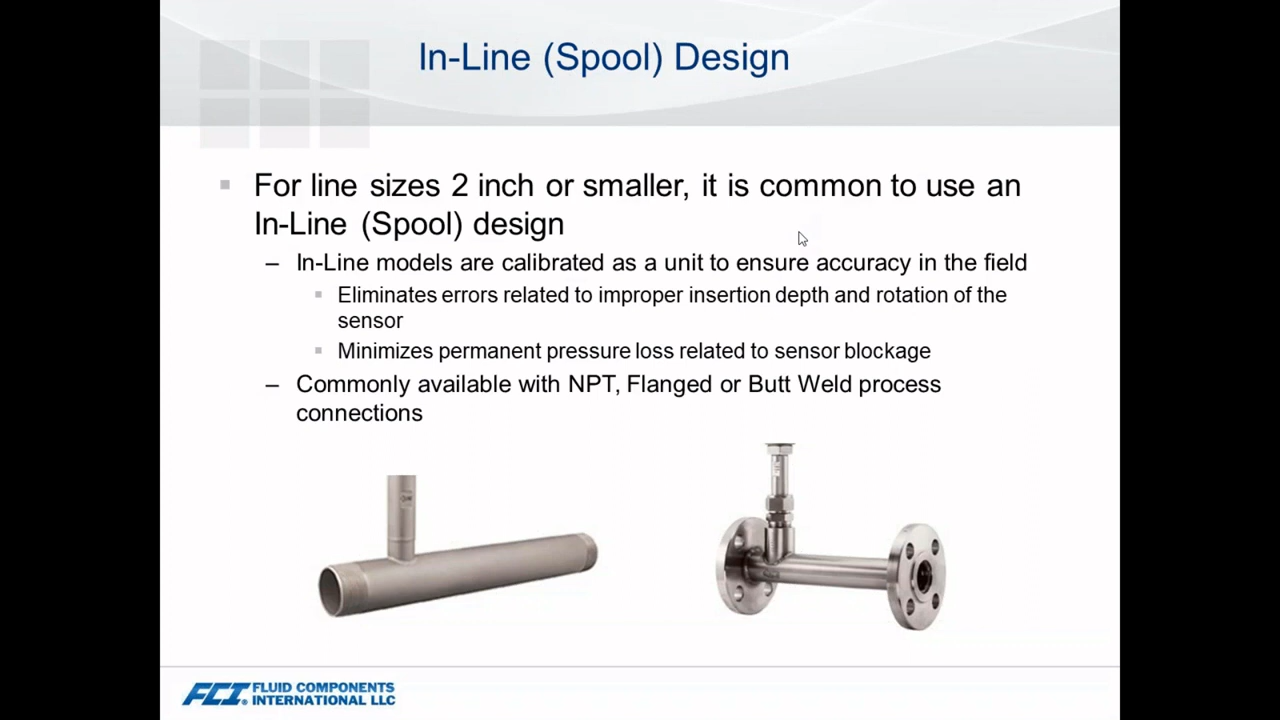 In-Line (Spool) Design
▪ For line sizes 2 inch or smaller, it is common to use an
In-Line (Spool) design
– In-Line models are calibrated as a unit to ensure accuracy in the field
▪ Eliminates errors related to improper insertion depth and rotation of the
sensor
▪ Minimizes permanent pressure loss related to sensor blockage
– Commonly available with NPT, Flanged or Butt Weld process
connections
FCI® FLUID COMPONENTS
INTERNATIONAL LLC